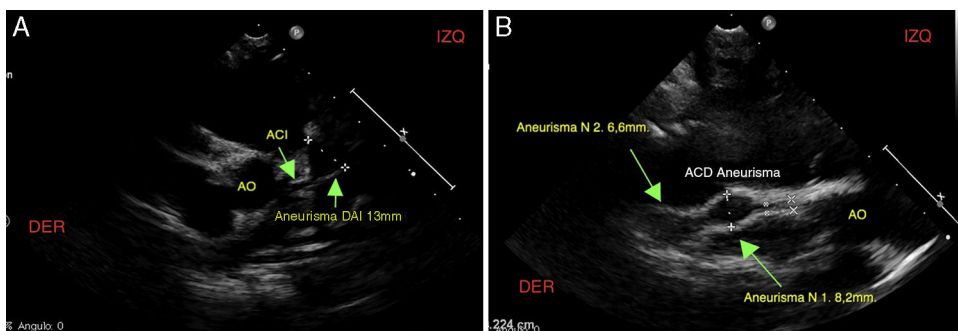 A
P
IZQ
on
ACI
AO
Aneurisma DAI 13mm
DER
% Angulo: 0
B
P
IZQ
Aneurisma N 2. 6,6mm.
ACD Aneurisma
AO
DER
Aneurisma N 1. 8,2mm.
.224 cm